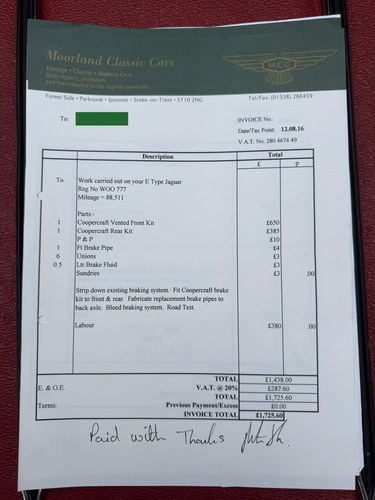 Moorland Classic Cars
Vintage • Classic • Modern Cars
MCC
Forest Side • Parknook • Ipstones • Stoke-on-Trent • ST10 2NG
Tel/Fax: (01538) 266459
To:
INVOICE No.:
Date/Tax Point: 12.08.16
V.A.T. No. 280 8674 49
Description Total
£ p
To Work carried out on your E Type Jaguar
Reg No WOO 777
Mileage = 88,511
Parts:-
1 Coopercraft Vented Front Kit £650
1 Coopercraft Rear Kit £385
P & P £10
1 Ft Brake Pipe £4
6 Unions £3
0.5 Ltr Brake Fluid £3
Sundries £3 .00
Strip down existing braking system. Fit Coopercraft brake
kit to front & rear. Fabricate replacement brake pipes to
back axle. Bleed braking system. Road Test.
Labour £380 .00
TOTAL £1,438.00
E. & O.E. V.A.T. @ 20% £287.60
TOTAL £1,725.60
Terms: Previous Payment/Excess £0.00
INVOICE TOTAL £1,725.60
Paid with Thanks